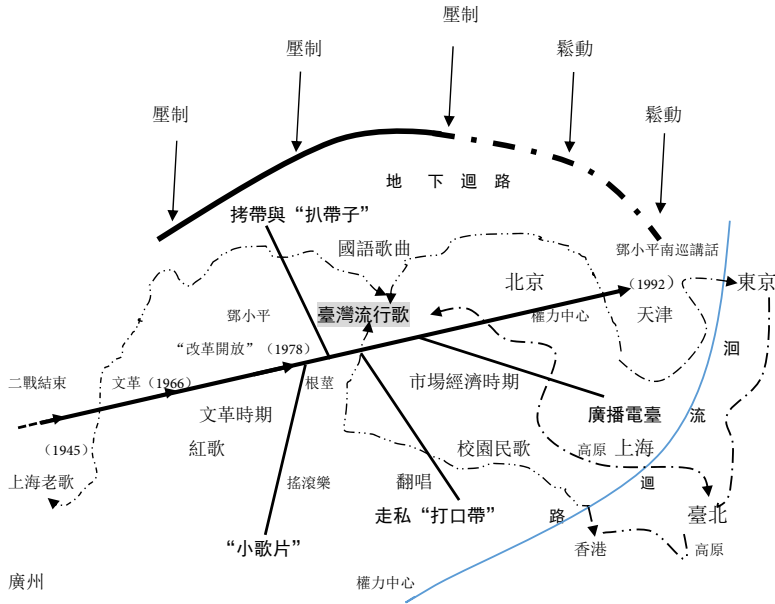 壓制
壓制
鬆動
壓制
鬆動
地 下 迴 路
拷帶與“扒帶子”
國語歌曲
鄧小平南巡講話
北京
（1992）
東京
鄧小平
臺灣流行歌
權力中心
天津
“改革開放”（1978）
洄
二戰結束
文革（1966）
根莖
市場經濟時期
文革時期
廣播電臺
流
（1945）
紅歌
校園民歌
高原
上海
上海老歌
搖滾樂
翻唱
迴
走私“打口帶”
路
臺北
“小歌片”
香港
高原
廣州
權力中心